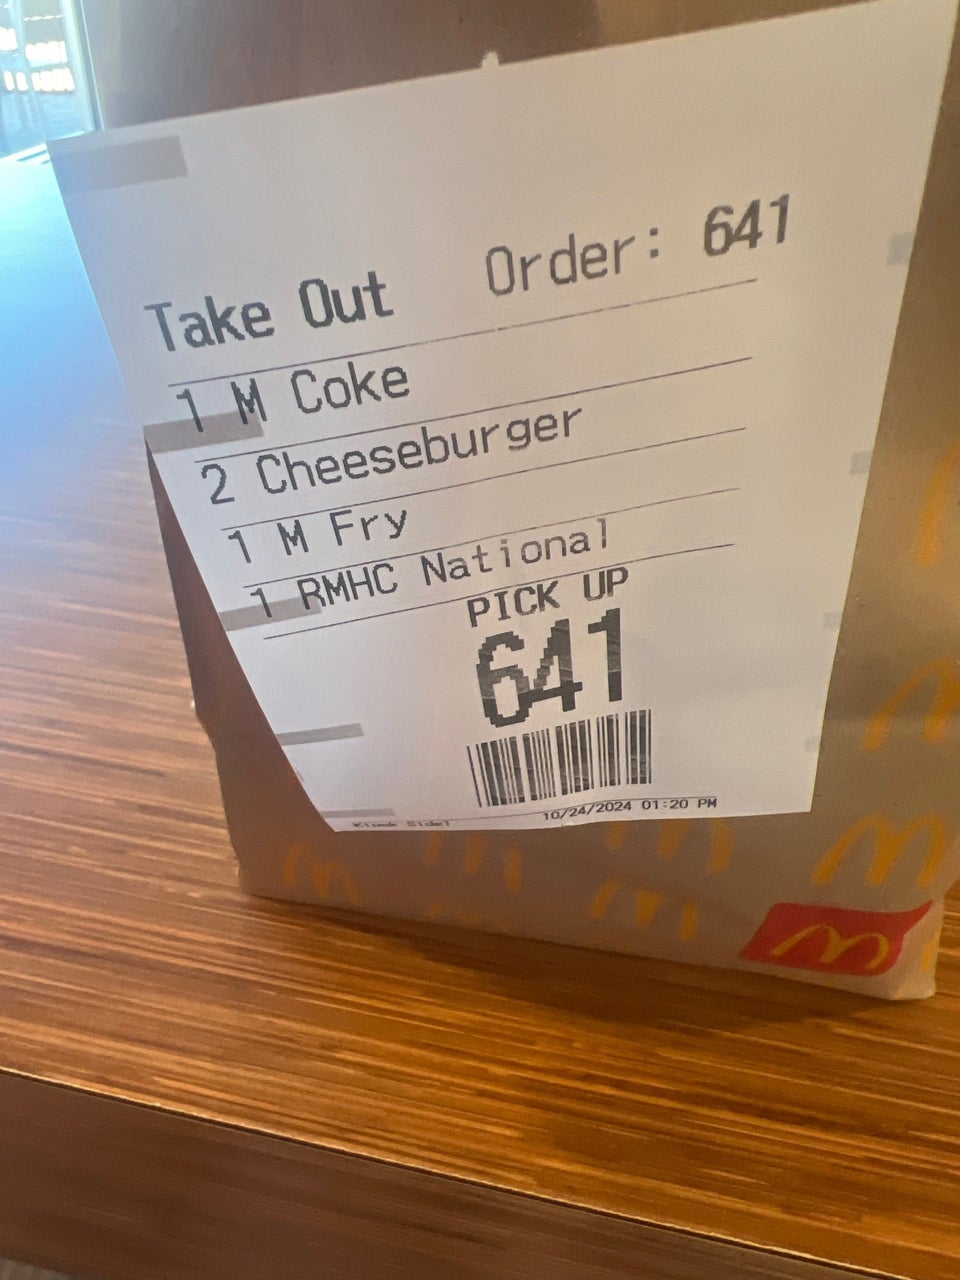 Take Out Order: 641
1 M Coke
2 Cheeseburger
1 M Fry
1 RMHC National
PICK UP
641
10/24/2024 01:20 PM